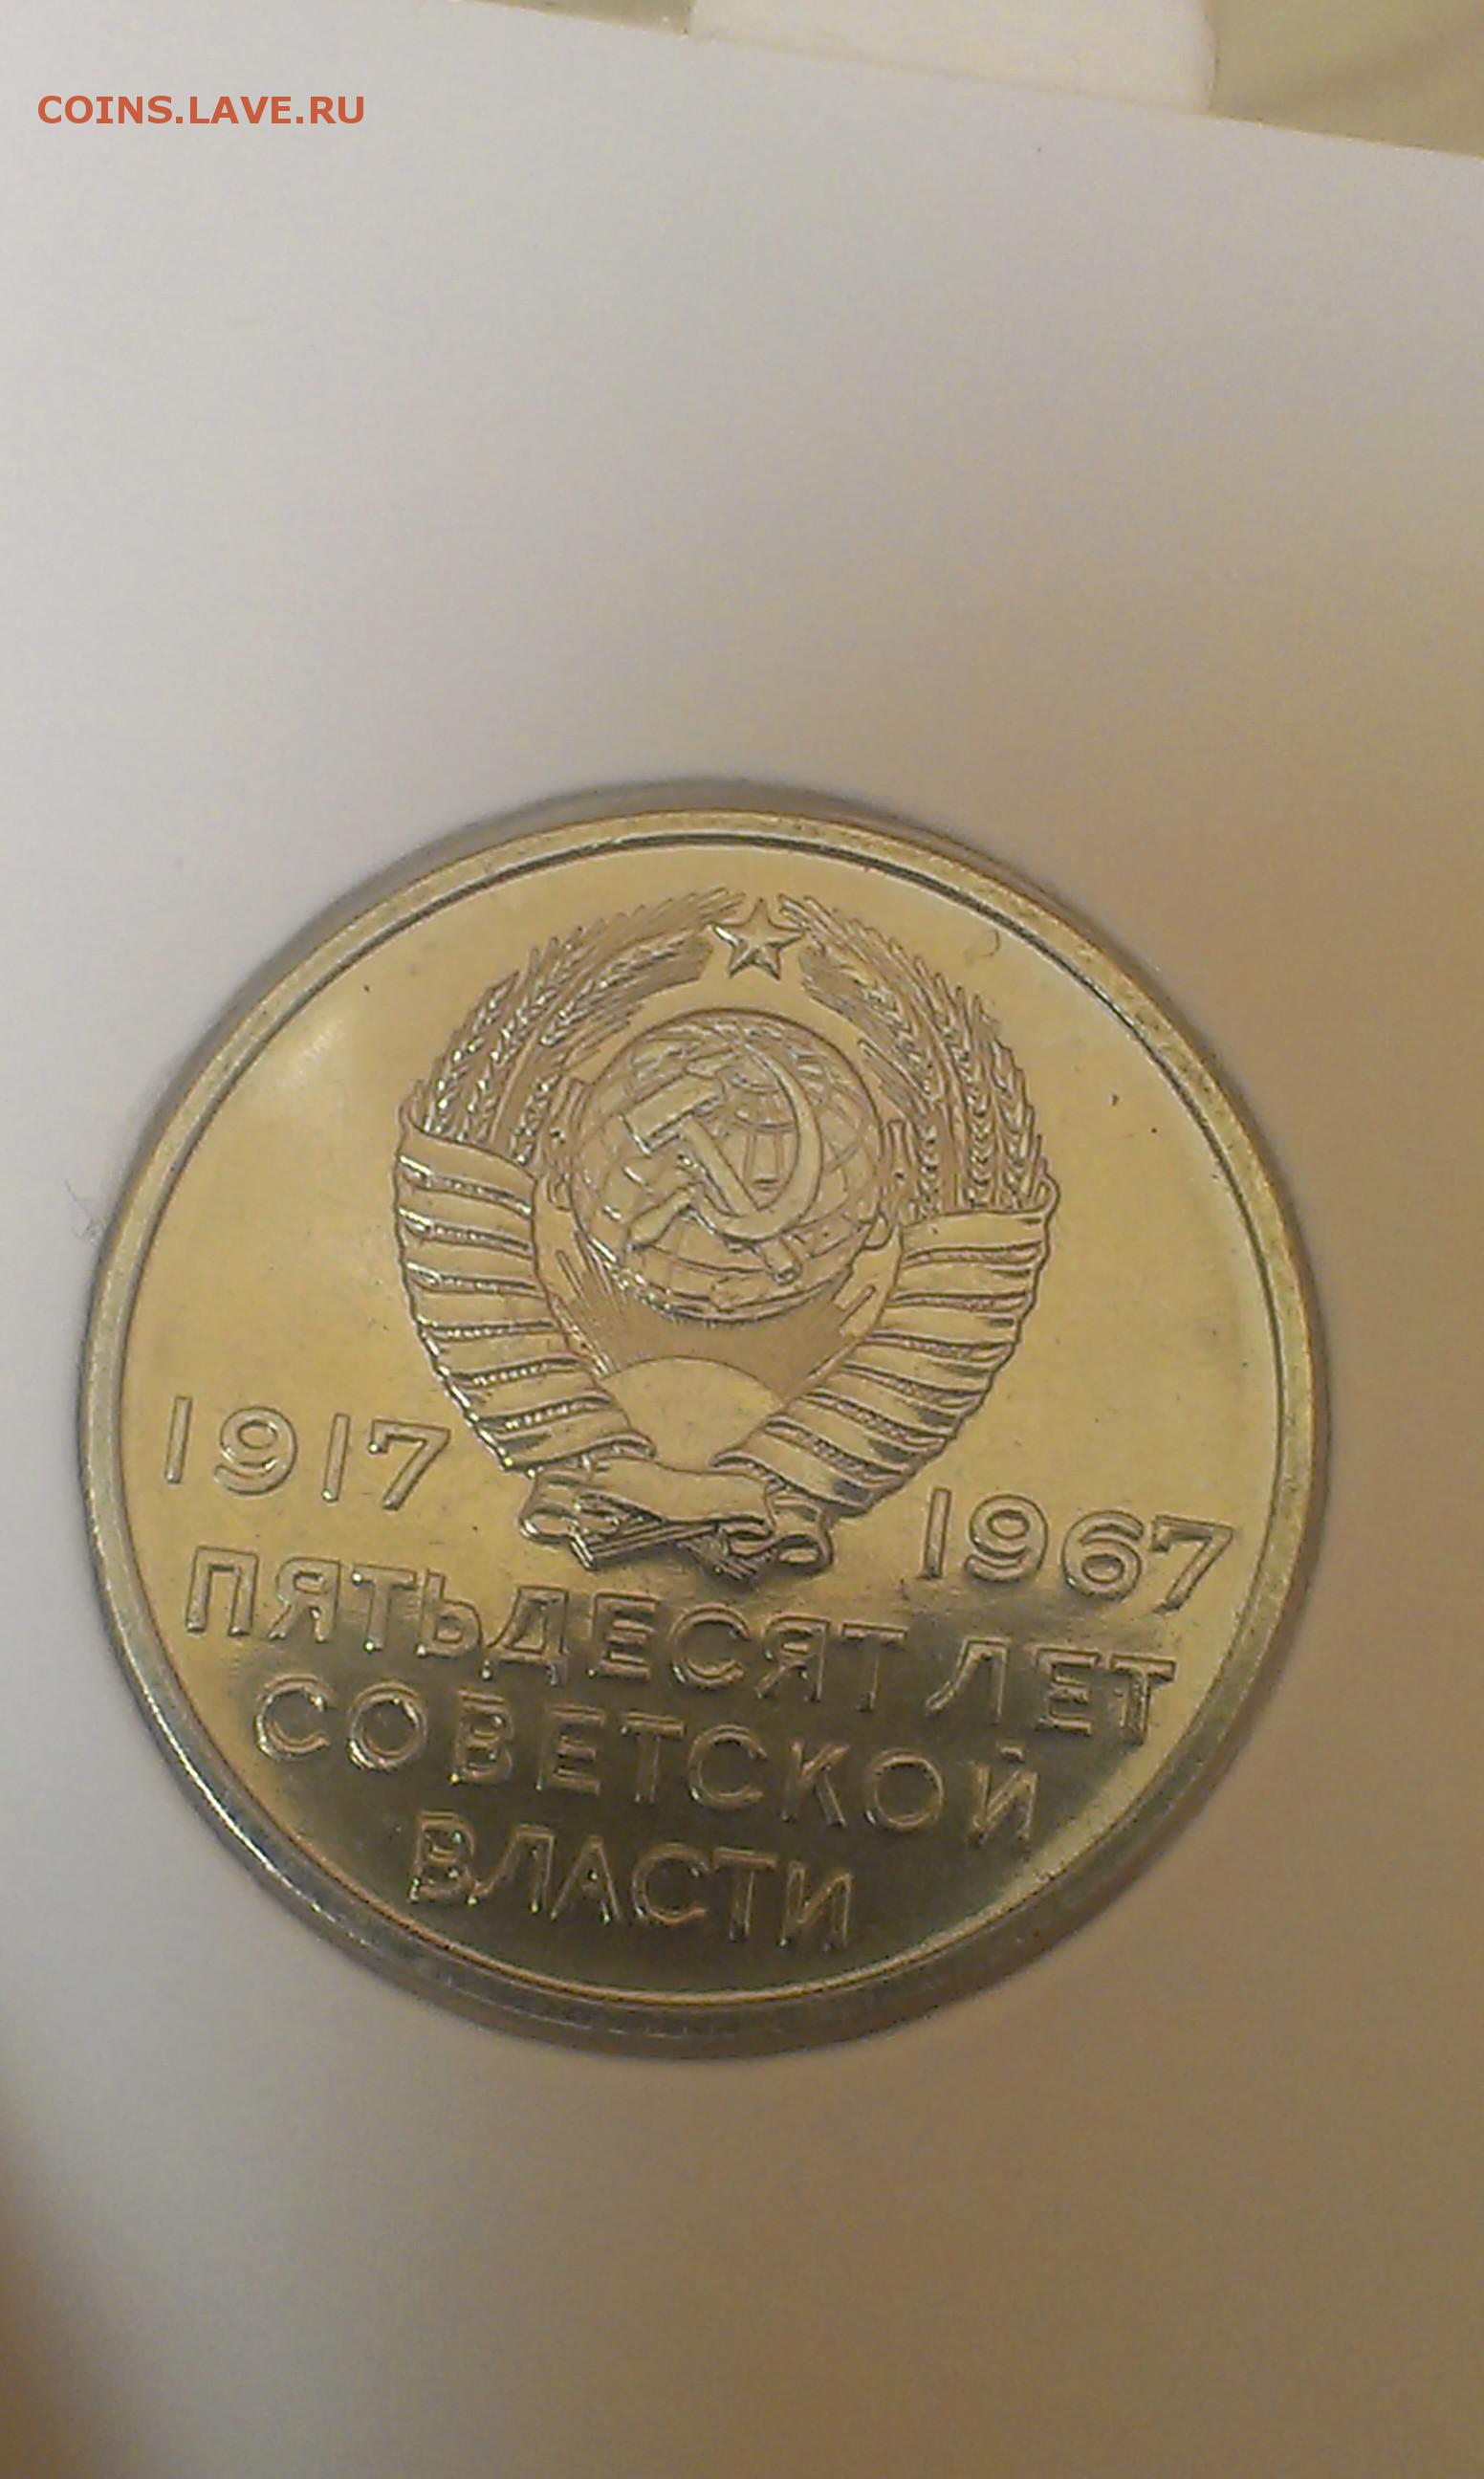 COINS.LAVE.RU
1917 1967
ПЯТЬДЕСЯТ ЛЕТ
СОВЕТСКОЙ
ВЛАСТИ